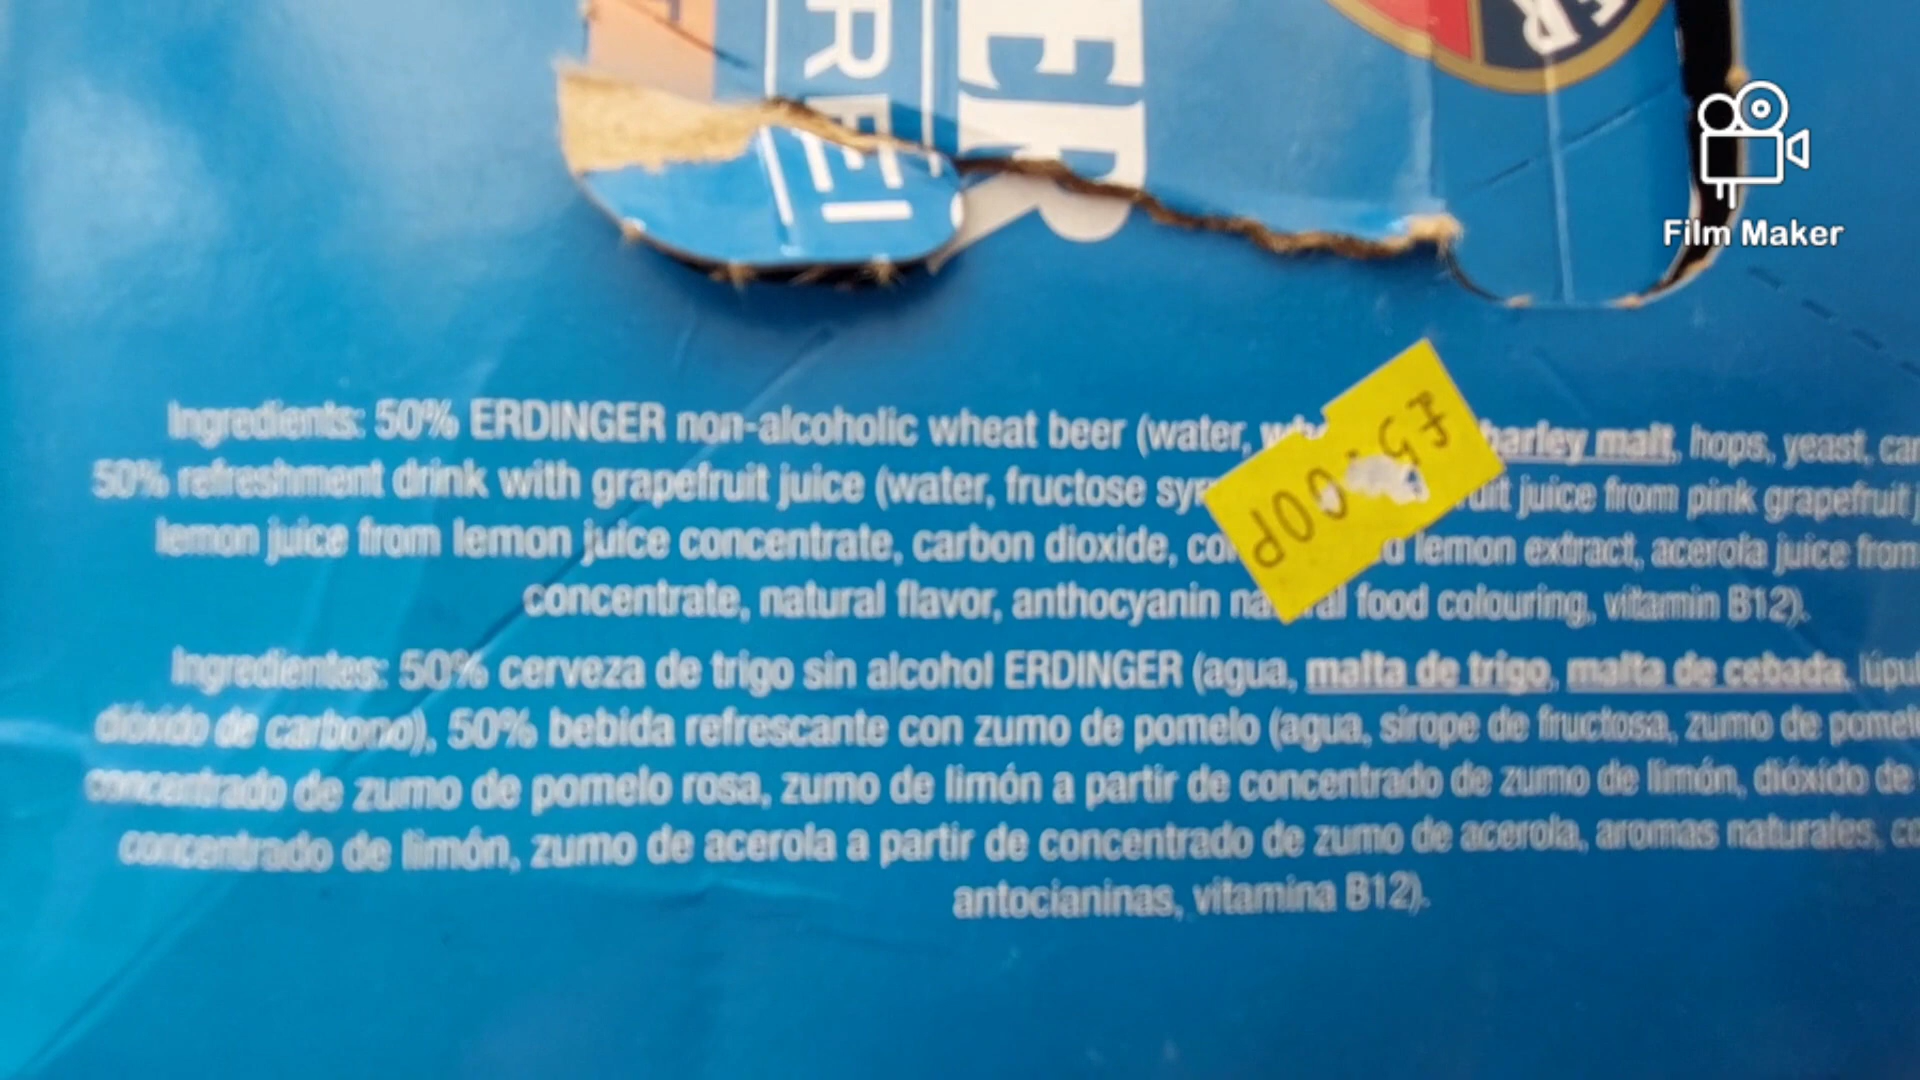 REI
ER
ER
Film Maker
£5.00P
Ingredients: 50% ERDINGER non-alcoholic wheat beer (water, barley malt, hops, yeast, car
50% refreshment drink with grapefruit juice (water, fructose juice from pink grapefruit j
lemon juice from lemon juice concentrate, carbon dioxide, lemon extract, acerola juice from
concentrate, natural flavor, anthocyanin food colouring, vitamin B12).
Ingredientes: 50% cerveza de trigo sin alcohol ERDINGER (agua, malta de trigo, malta de cebada, lúpul
dióxido de carbono), 50% bebida refrescante con zumo de pomelo (agua, sirope de fructosa, zumo de pomelo
concentrado de zumo de pomelo rosa, zumo de limón a partir de concentrado de zumo de limón, dióxido de
concentrado de limón, zumo de acerola a partir de concentrado de zumo de acerola, aromas naturales, co
antocianinas, vitamina B12).